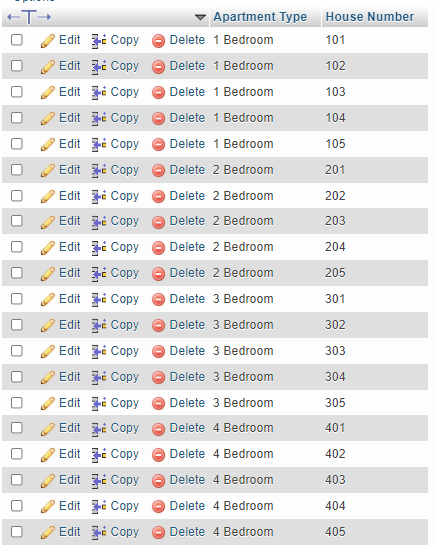 Apartment Type House Number
Edit Copy Delete 1 Bedroom 101
Edit Copy Delete 1 Bedroom 102
Edit Copy Delete 1 Bedroom 103
Edit Copy Delete 1 Bedroom 104
Edit Copy Delete 1 Bedroom 105
Edit Copy Delete 2 Bedroom 201
Edit Copy Delete 2 Bedroom 202
Edit Copy Delete 2 Bedroom 203
Edit Copy Delete 2 Bedroom 204
Edit Copy Delete 2 Bedroom 205
Edit Copy Delete 3 Bedroom 301
Edit Copy Delete 3 Bedroom 302
Edit Copy Delete 3 Bedroom 303
Edit Copy Delete 3 Bedroom 304
Edit Copy Delete 3 Bedroom 305
Edit Copy Delete 4 Bedroom 401
Edit Copy Delete 4 Bedroom 402
Edit Copy Delete 4 Bedroom 403
Edit Copy Delete 4 Bedroom 404
Edit Copy Delete 4 Bedroom 405